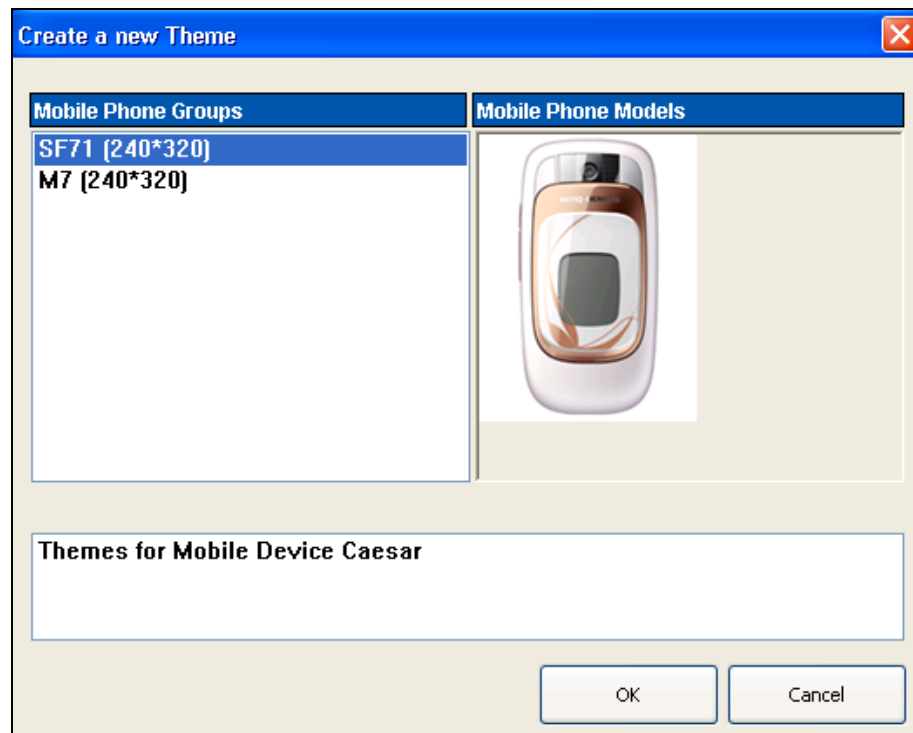 Create a new Theme
Mobile Phone Groups
Mobile Phone Models
SF71 (240*320)
M7 (240*320)
Themes for Mobile Device Caesar
OK
Cancel